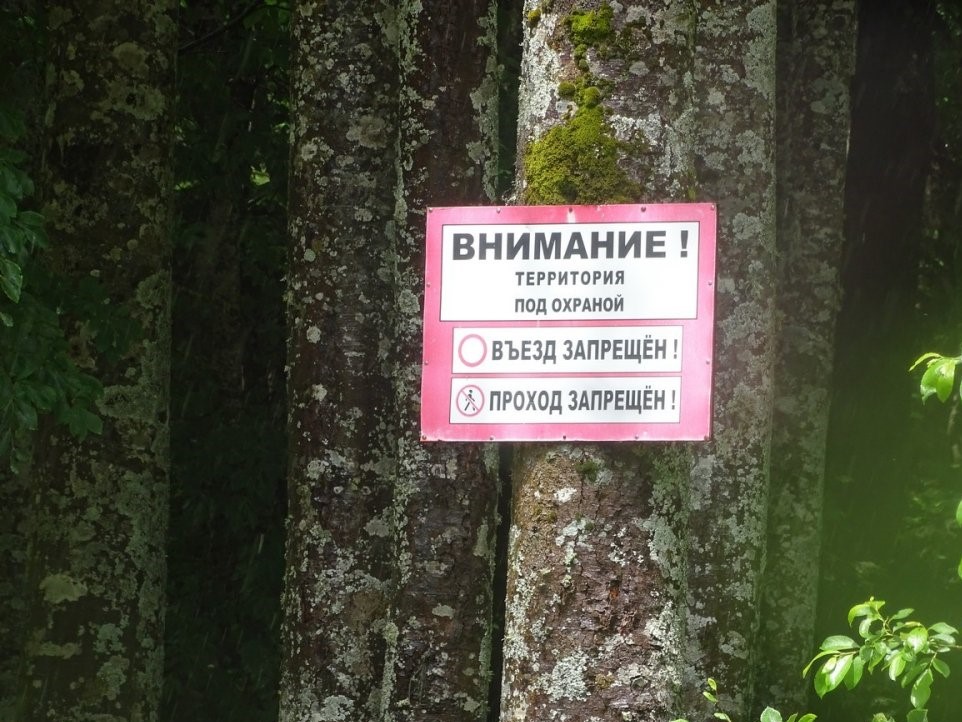 ВНИМАНИЕ !
ТЕРРИТОРИЯ
ПОД ОХРАНОЙ
ВЪЕЗД ЗАПРЕЩЁН !
ПРОХОД ЗАПРЕЩЁН !